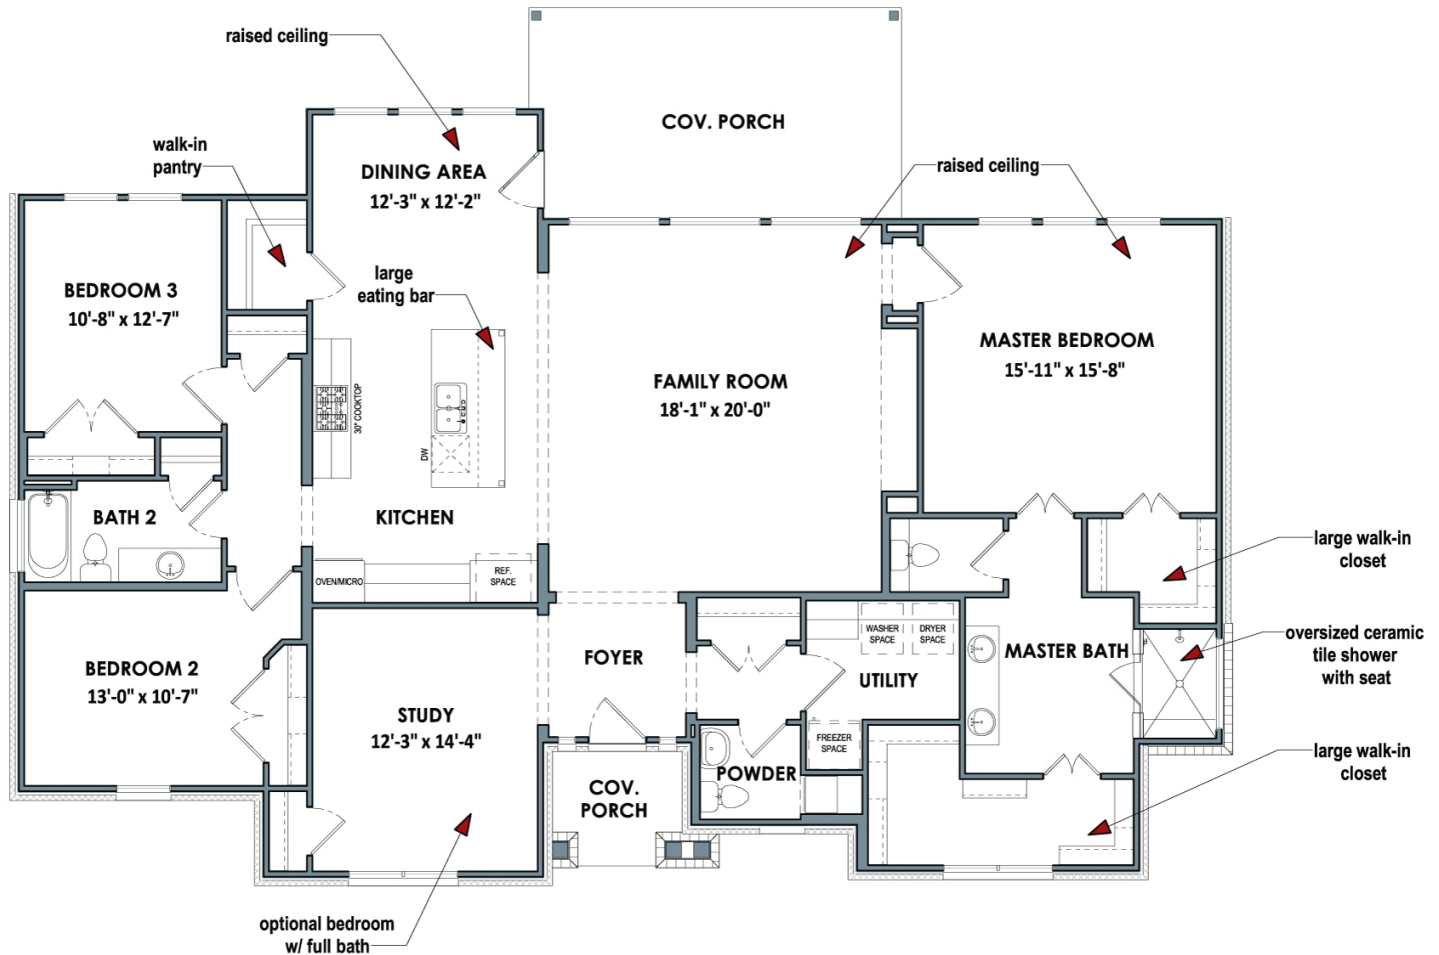 raised ceiling
COV. PORCH
walk-in
pantry
DINING AREA
12'-3" x 12'-2"
raised ceiling
large
eating bar
BEDROOM 3
10'-8" x 12'-7"
MASTER BEDROOM
15'-11" x 15'-8"
FAMILY ROOM
18'-1" x 20'-0"
30" COOKTOP
DW
BATH 2
KITCHEN
large walk-in
closet
OVEN/MICRO
REF.
SPACE
WASHER
SPACE
DRYER
SPACE
oversized ceramic
tile shower
with seat
FOYER
MASTER BATH
BEDROOM 2
13'-0" x 10'-7"
UTILITY
STUDY
12'-3" x 14'-4"
FREEZER
SPACE
large walk-in
closet
POWDER
COV.
PORCH
optional bedroom
w/ full bath